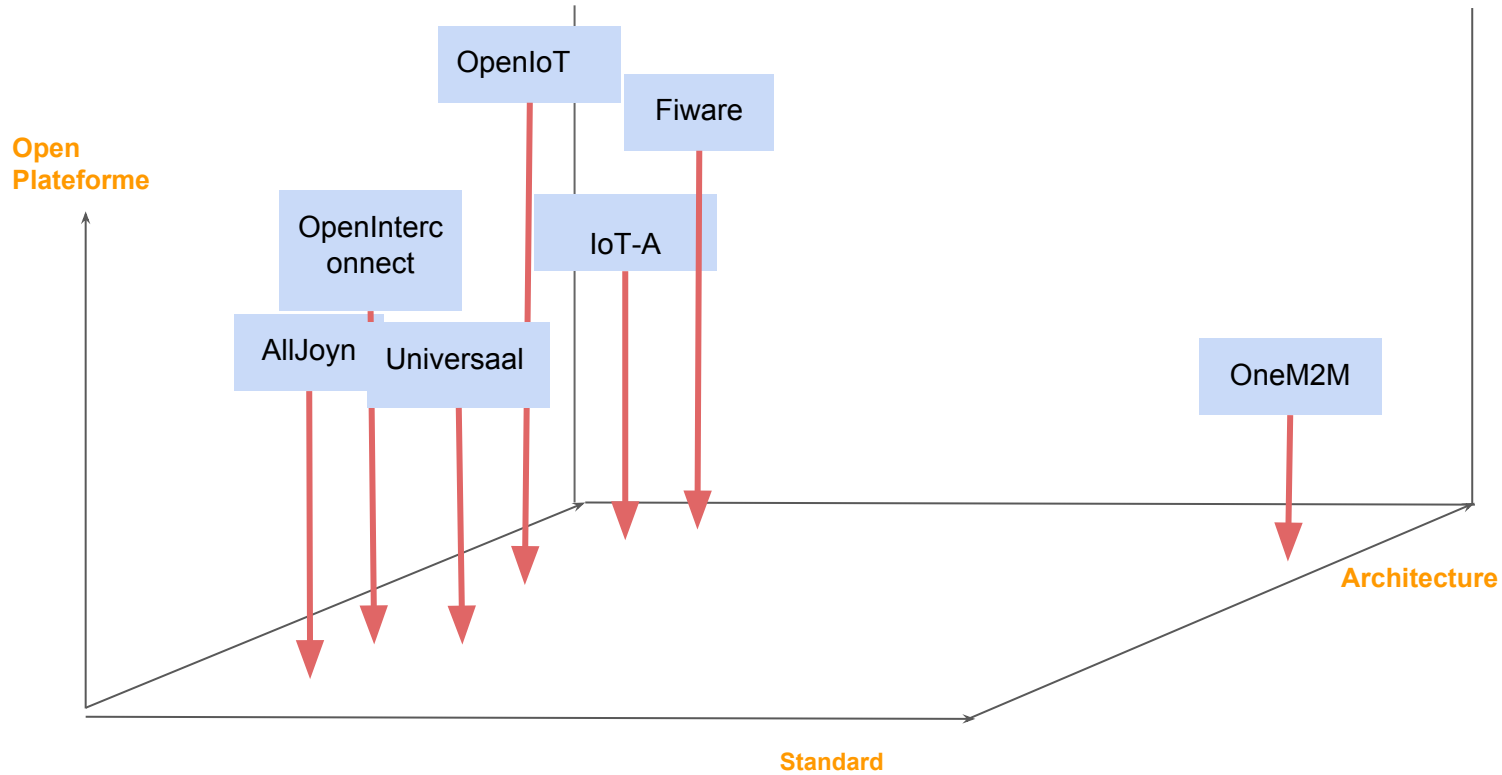 OpenIoT
Fiware
Open
Plateforme
OpenInterc
onnect
IoT-A
AllJoyn
Universaal
OneM2M
Architecture
Standard